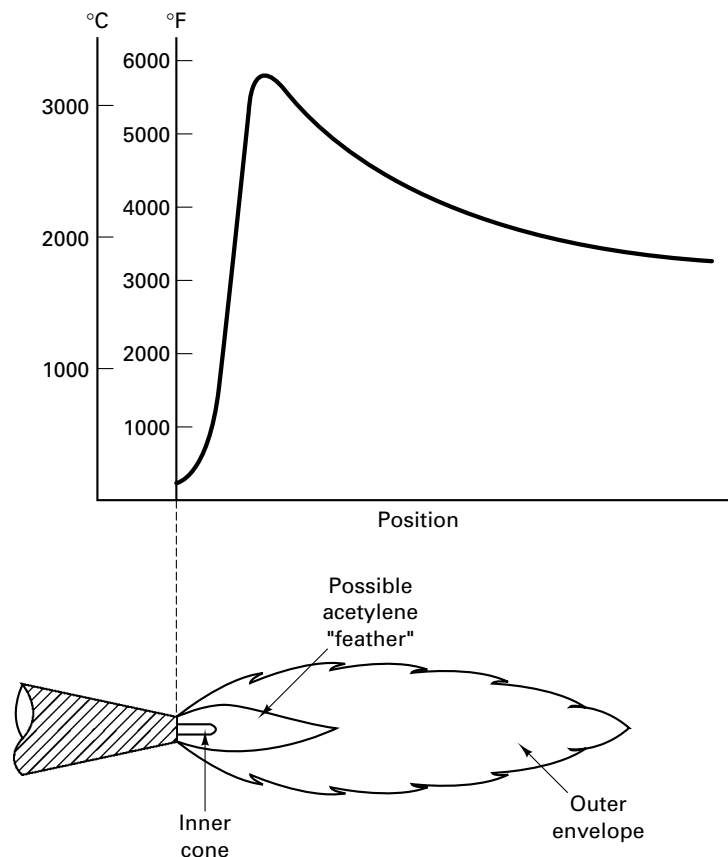 °C
°F
6000
5000
4000
3000
2000
1000
3000
2000
1000
Position
Possible
acetylene
"feather"
Inner
cone
Outer
envelope